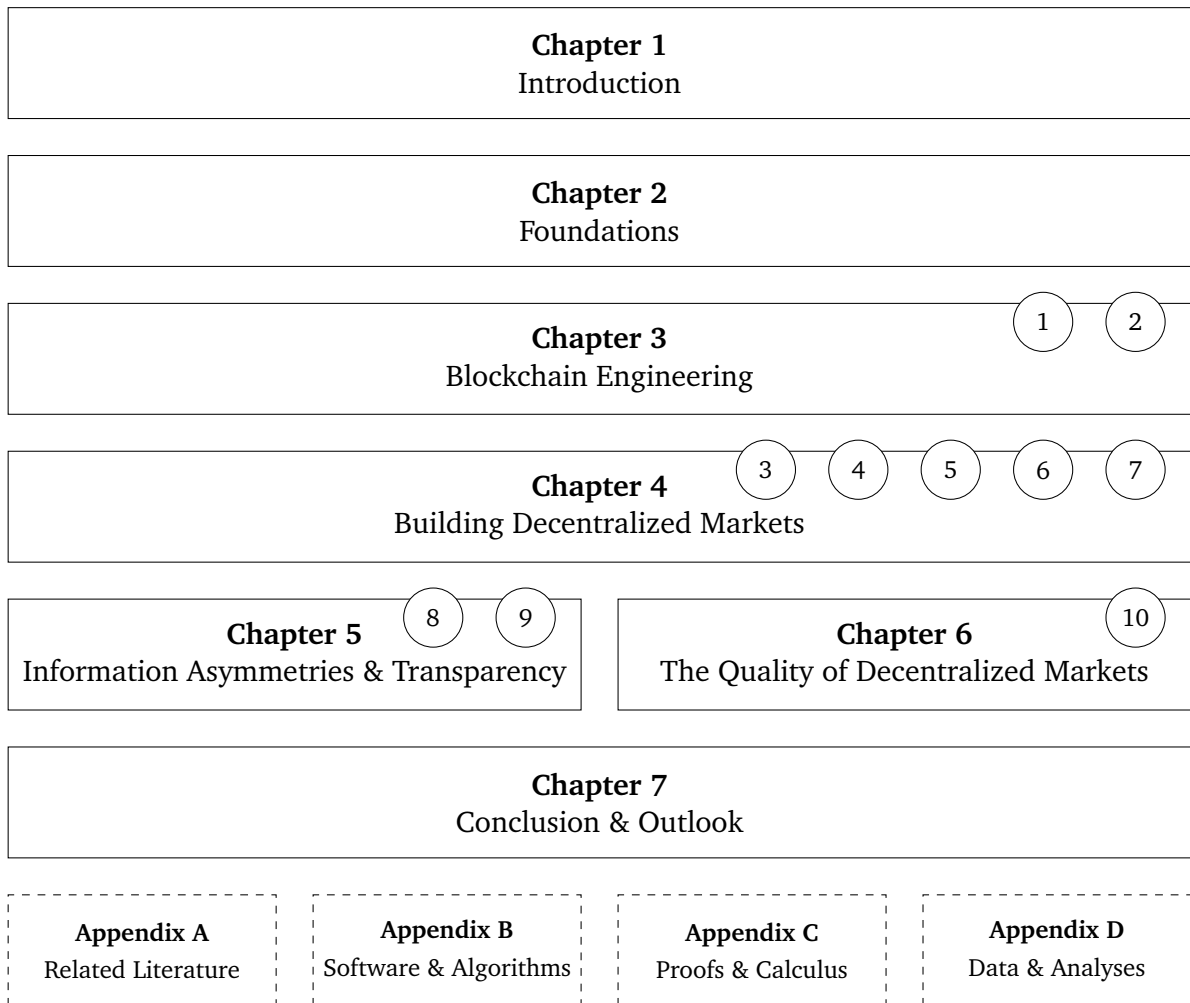 Chapter 1
Introduction
Chapter 2
Foundations
1 2
Chapter 3
Blockchain Engineering
3 4 5 6 7
Chapter 4
Building Decentralized Markets
8 9
Chapter 5
Information Asymmetries & Transparency
10
Chapter 6
The Quality of Decentralized Markets
Chapter 7
Conclusion & Outlook
Appendix A
Related Literature
Appendix B
Software & Algorithms
Appendix C
Proofs & Calculus
Appendix D
Data & Analyses